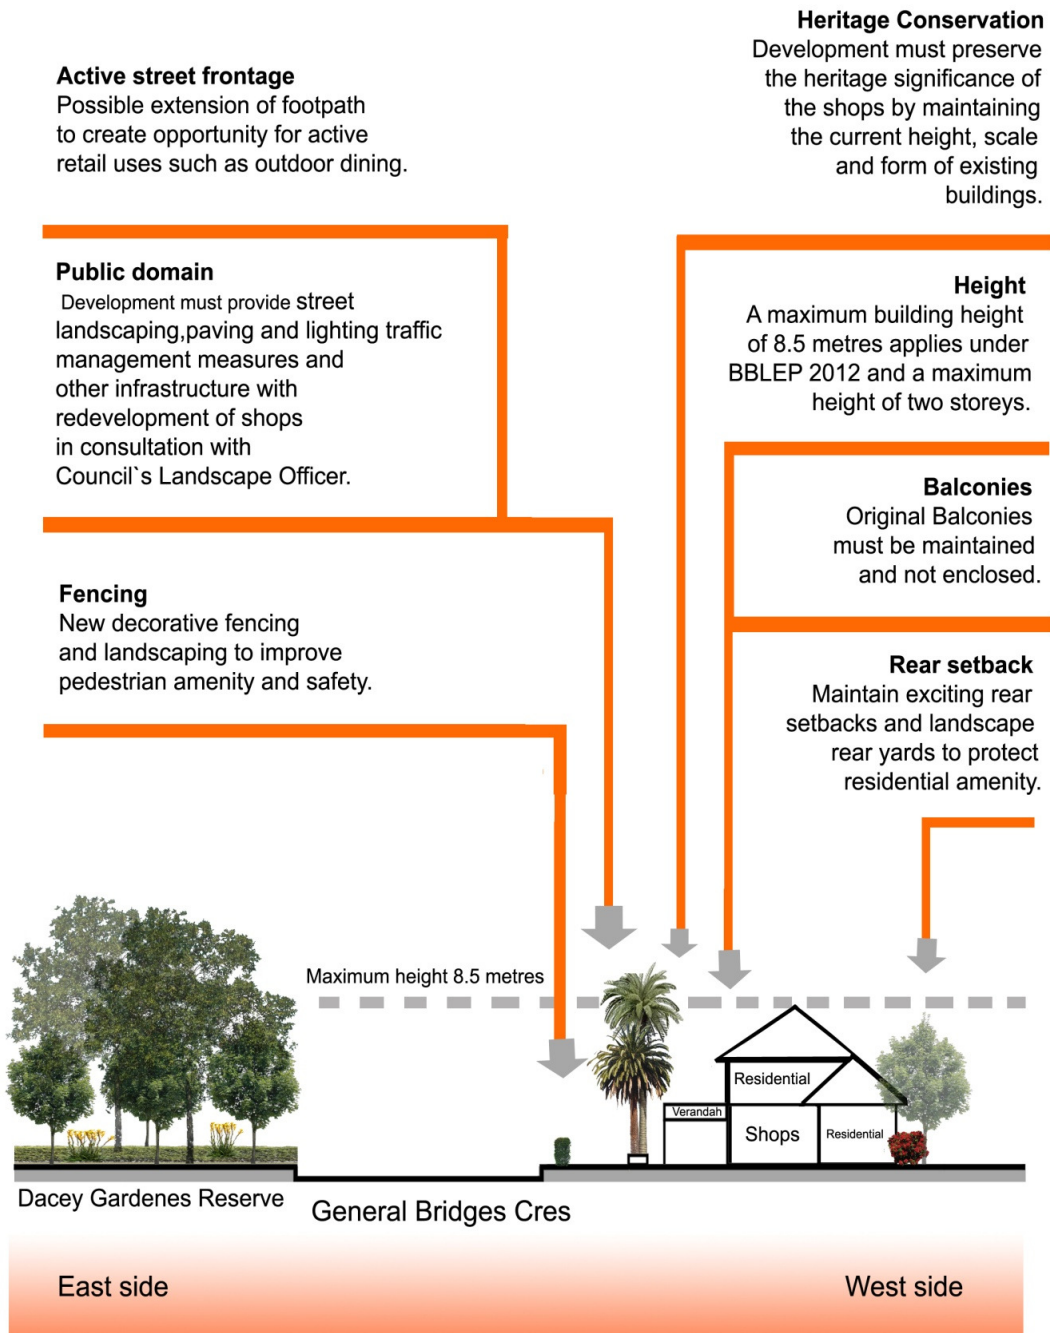 Active street frontage
Possible extension of footpath
to create opportunity for active
retail uses such as outdoor dining.
Public domain
Development must provide street
landscaping,paving and lighting traffic
management measures and
other infrastructure with
redevelopment of shops
in consultation with
Council`s Landscape Officer.
Fencing
New decorative fencing
and landscaping to improve
pedestrian amenity and safety.
Heritage Conservation
Development must preserve
the heritage significance of
the shops by maintaining
the current height, scale
and form of existing
buildings.
Height
A maximum building height
of 8.5 metres applies under
BBLEP 2012 and a maximum
height of two storeys.
Balconies
Original Balconies
must be maintained
and not enclosed.
Rear setback
Maintain exciting rear
setbacks and landscape
rear yards to protect
residential amenity.
Maximum height 8.5 metres
Residential
Verandah
Shops
Residential
Dacey Gardenes Reserve
General Bridges Cres
East side
West side